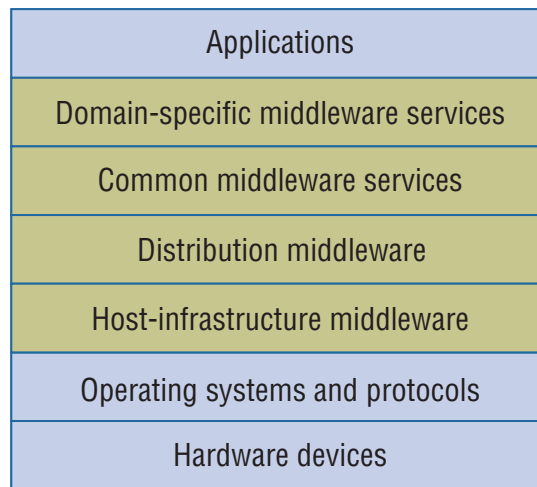 Applications
Domain-specific middleware services
Common middleware services
Distribution middleware
Host-infrastructure middleware
Operating systems and protocols
Hardware devices